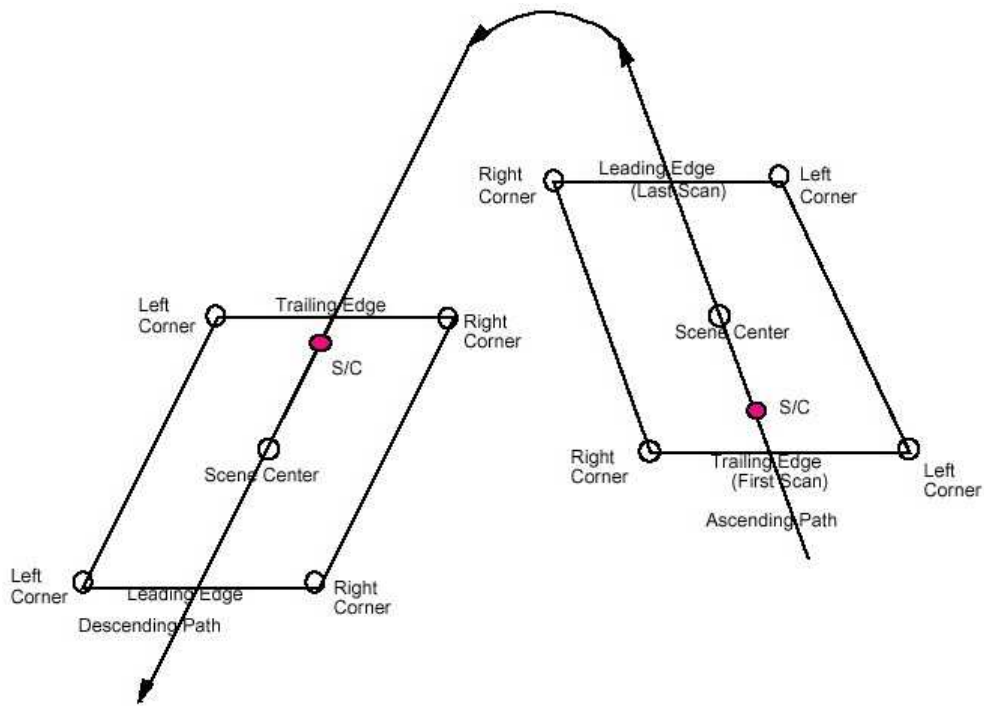 Right
Corner
Leading Edge
(Last Scan)
Left
Corner
Left
Corner
Trailing Edge
Right
Corner
Scene Center
S/C
S/C
Scene Center
Right
Corner
Trailing Edge
(First Scan)
Left
Corner
Ascending Path
Left
Corner
Leading Edge
Right
Corner
Descending Path